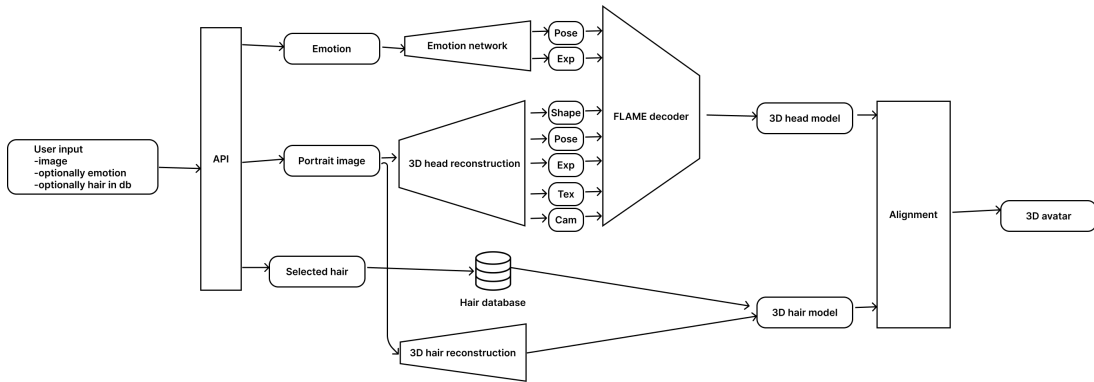 User input
-image
-optionally emotion
-optionally hair in db
API
Emotion
Emotion network
Pose
Exp
Portrait image
3D head reconstruction
Shape
Pose
Exp
Tex
Cam
FLAME decoder
3D head model
Selected hair
Hair database
3D hair reconstruction
3D hair model
Alignment
3D avatar